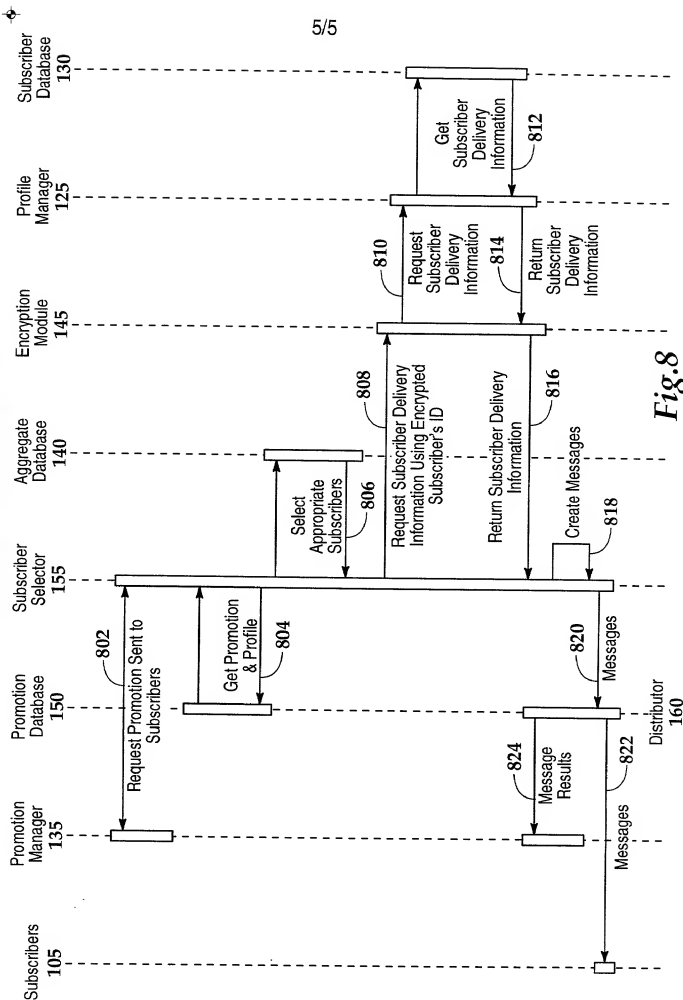 5/5
Subscribers
105
Promotion
Manager
135
Promotion
Database
150
Subscriber
Selector
155
Aggregate
Database
140
Encryption
Module
145
Profile
Manager
125
Subscriber
Database
130
802
Request Promotion Sent to
Subscribers
Get Promotion
& Profile
804
Select
Appropriate
Subscribers
806
808
Request Subscriber Delivery
Information Using Encrypted
Subscriber's ID
810
Request
Subscriber
Delivery
Information
Get
Subscriber
Delivery
Information
812
814
Return
Subscriber
Delivery
Information
816
Return Subscriber Delivery
Information
Create Messages
818
820
Messages
Distributor
160
822
Messages
824
Message
Results
Fig.8